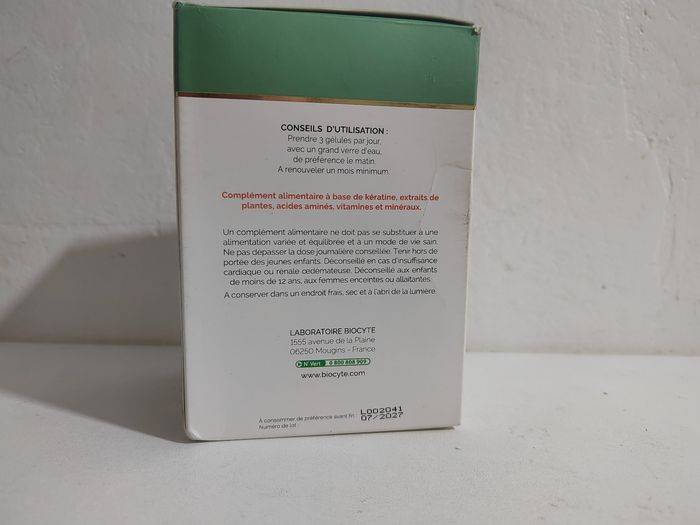 CONSEILS D'UTILISATION :
Prendre 3 gélules par jour,
avec un grand verre d'eau,
de préférence le matin.
A renouveler un mois minimum.
Complément alimentaire à base de kératine, extraits de
plantes, acides aminés, vitamines et minéraux.
Un complément alimentaire ne doit pas se substituer à une
alimentation variée et équilibrée et à un mode de vie sain.
Ne pas dépasser la dose journalière conseillée. Tenir hors de
portée des jeunes enfants. Déconseillé en cas d'insuffisance
cardiaque ou rénale œdémateuse. Déconseillé aux enfants
de moins de 12 ans, aux femmes enceintes ou allaitantes.
A conserver dans un endroit frais, sec et à l'abri de la lumière.
LABORATOIRE BIOCYTE
1555 avenue de la Plaine
06250 Mougins - France
N° Vert 0 800 808 909
www.biocyte.com
À consommer de préférence avant fin : L002041
Numéro de lot : 07/2027